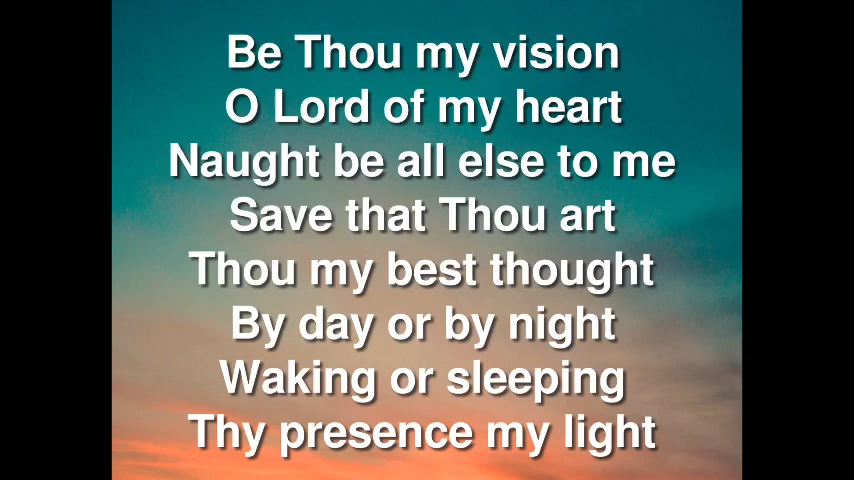 Be Thou my vision
O Lord of my heart
Naught be all else to me
Save that Thou art
Thou my best thought
By day or by night
Waking or sleeping
Thy presence my light